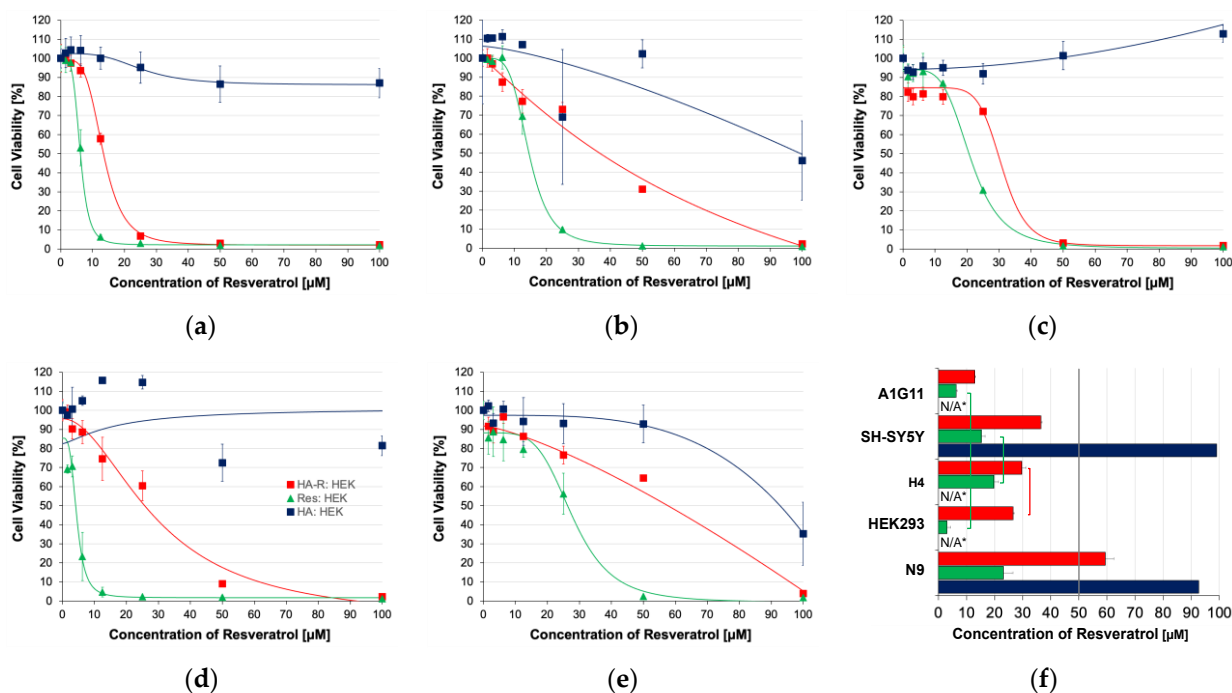 120
110
100
90
80
70
60
50
40
30
20
10
0
Cell Viability [%]
0 10 20 30 40 50 60 70 80 90 100
Concentration of Resveratrol [µM]
(a)
120
110
100
90
80
70
60
50
40
30
20
10
0
Cell Viability [%]
0 10 20 30 40 50 60 70 80 90 100
Concentration of Resveratrol [µM]
(b)
120
110
100
90
80
70
60
50
40
30
20
10
0
Cell Viability [%]
0 10 20 30 40 50 60 70 80 90 100
Concentration of Resveratrol [µM]
(c)
120
110
100
90
80
70
60
50
40
30
20
10
0
Cell Viability [%]
HA-R: HEK
Res: HEK
HA: HEK
0 10 20 30 40 50 60 70 80 90 100
Concentration of Resveratrol [µM]
(d)
120
110
100
90
80
70
60
50
40
30
20
10
0
Cell Viability [%]
0 10 20 30 40 50 60 70 80 90 100
Concentration of Resveratrol [µM]
(e)
A1G11
N/A*
SH-SY5Y
H4
N/A*
HEK293
N/A*
N9
0 10 20 30 40 50 60 70 80 90 100
Concentration of Resveratrol [µM]
(f)